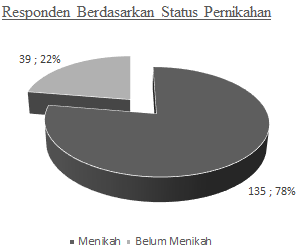 Responden Berdasarkan Status Pernikahan
39 ; 22%
135 ; 78%
Menikah Belum Menikah